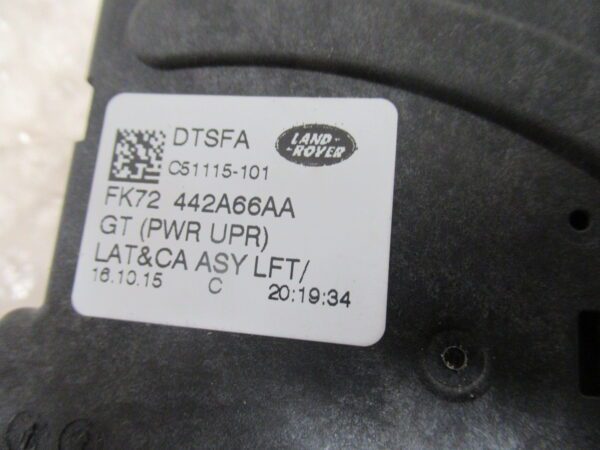 DTSFA
LAND
-ROVER
C51115-101
FK72 442A66AA
GT (PWR UPR)
LAT&CA ASY LFT/
16.10.15 C 20:19:34